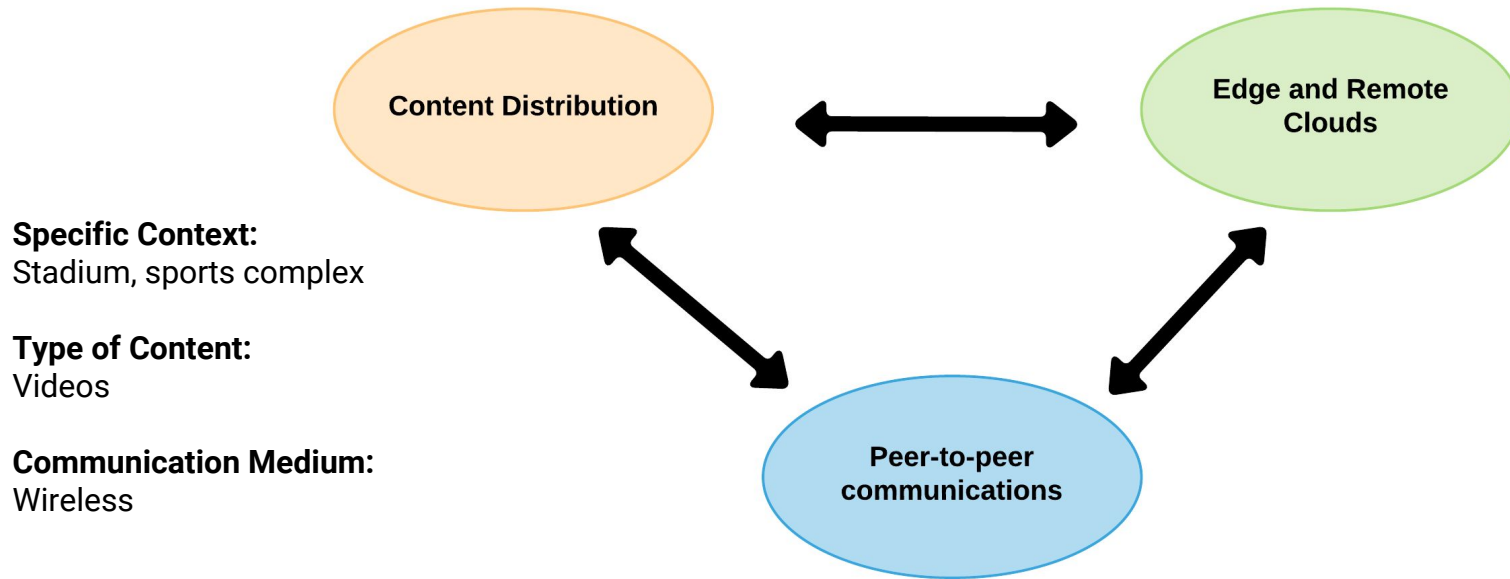 Content Distribution
Edge and Remote
Clouds
Specific Context:
Stadium, sports complex
Type of Content:
Videos
Communication Medium:
Wireless
Peer-to-peer
communications